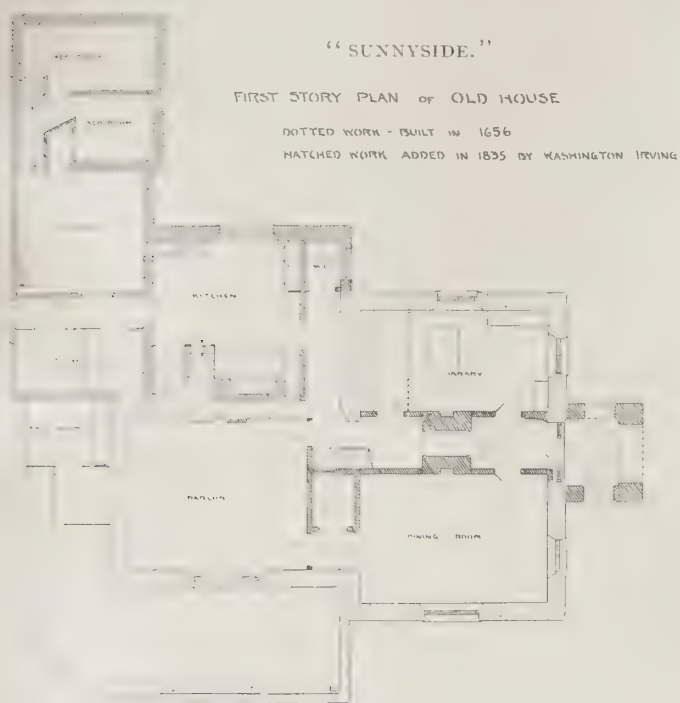 “SUNNYSIDE.”
FIRST STORY PLAN OF OLD HOUSE
DOTTED WORK - BUILT IN 1656
HATCHED WORK ADDED IN 1835 BY WASHINGTON IRVING
KITCHEN
PARLOR
DINING ROOM